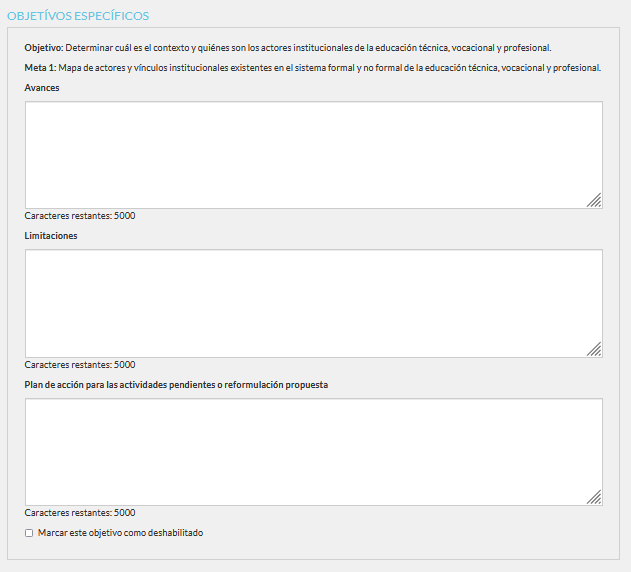 OBJETÍVOS ESPECÍFICOS
Objetivo: Determinar cuál es el contexto y quiénes son los actores institucionales de la educación técnica, vocacional y profesional.
Meta 1: Mapa de actores y vínculos institucionales existentes en el sistema formal y no formal de la educación técnica, vocacional y profesional.
Avances
Caracteres restantes: 5000
Limitaciones
Caracteres restantes: 5000
Plan de acción para las actividades pendientes o reformulación propuesta
Caracteres restantes: 5000
Marcar este objetivo como deshabilitado